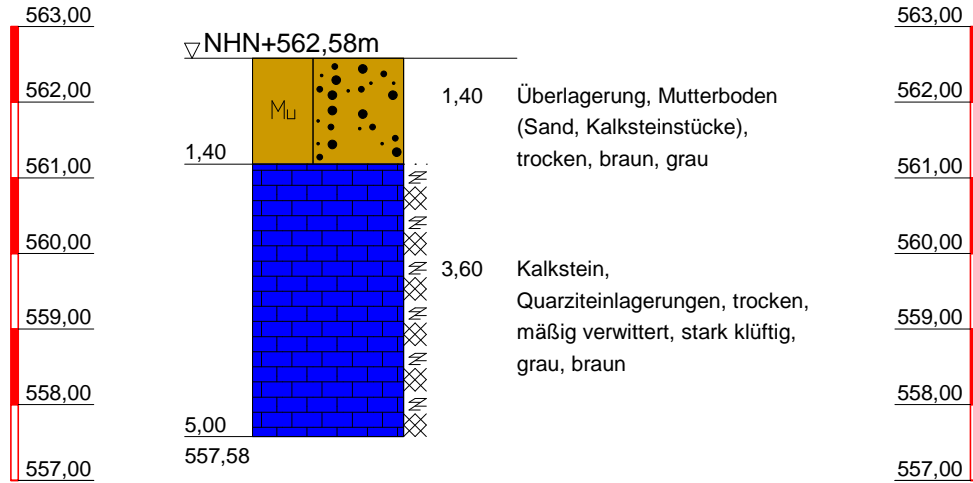 563,00
562,00
561,00
560,00
559,00
558,00
557,00
NHN+562,58m
Mu
1,40
5,00
557,58
1,40
Überlagerung, Mutterboden
(Sand, Kalksteinstücke),
trocken, braun, grau
3,60
Kalkstein,
Quarziteinlagerungen, trocken,
mäßig verwittert, stark klüftig,
grau, braun
563,00
562,00
561,00
560,00
559,00
558,00
557,00